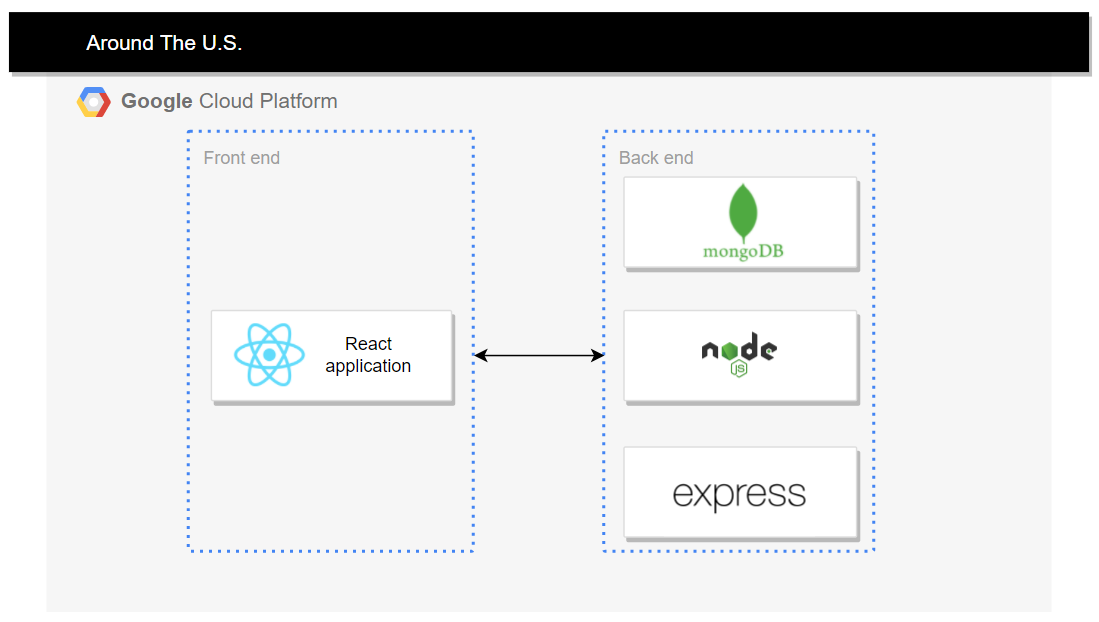 Around The U.S.
Google Cloud Platform
Front end
Back end
mongoDB
React
application
node
JS
express